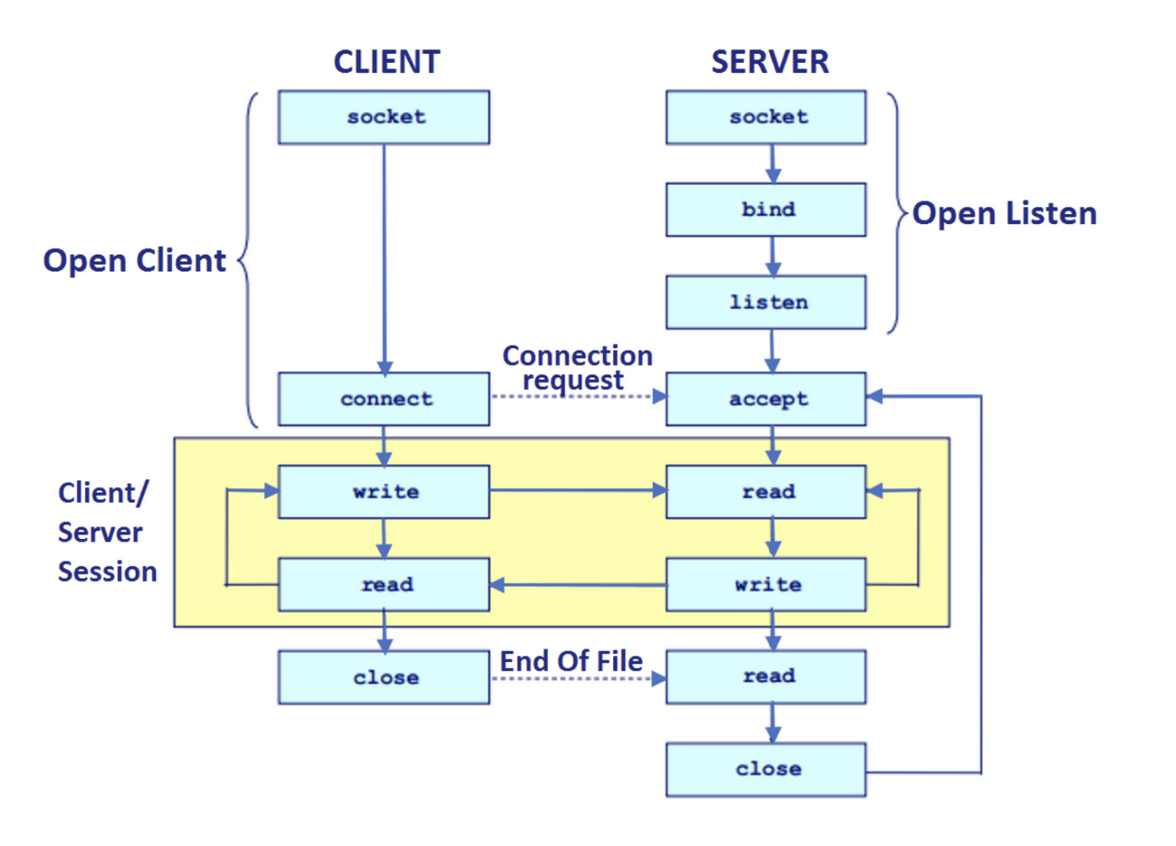 CLIENT
SERVER
socket
socket
bind
Open Listen
Open Client
listen
Connection
request
connect
accept
Client/
Server
Session
write
read
read
write
End Of File
close
read
close